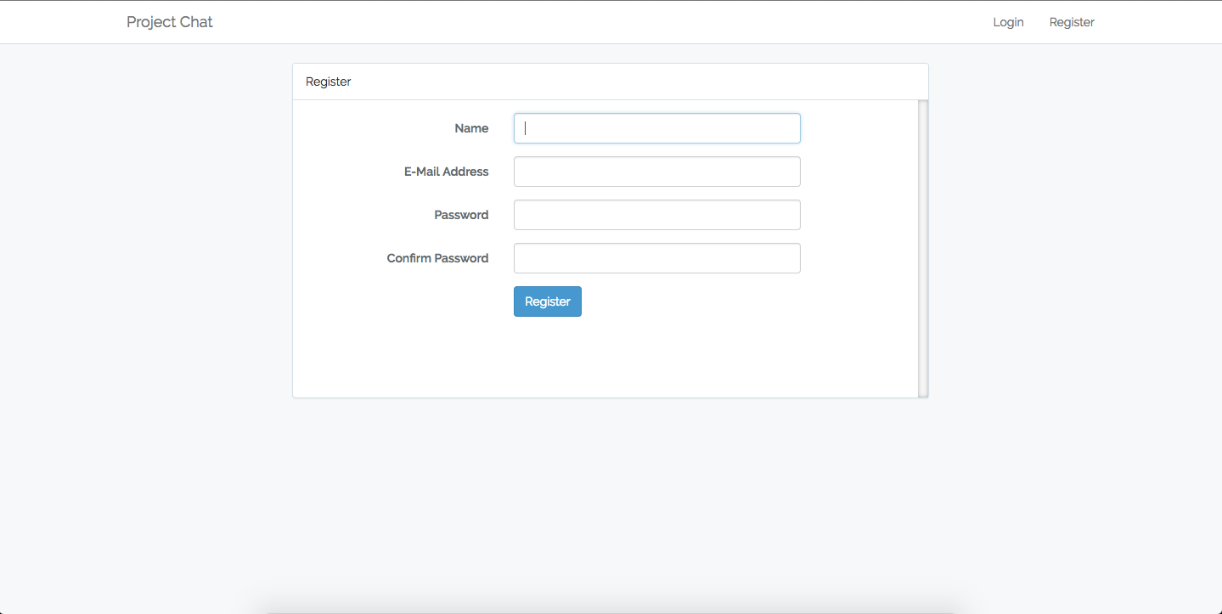 Project Chat
Login
Register
Register
Name
E-Mail Address
Password
Confirm Password
Register